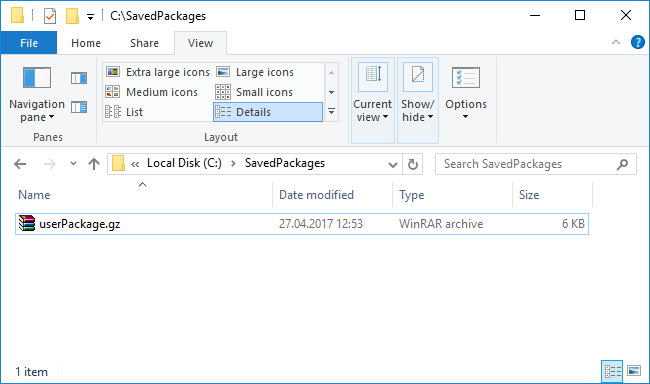 C:\SavedPackages
File Home Share View
Navigation pane
Extra large icons Large icons
Medium icons Small icons
List Details
Current view
Show/ hide
Options
Panes Layout
« Local Disk (C:) SavedPackages Search SavedPackages
Name Date modified Type Size
userPackage.gz 27.04.2017 12:53 WinRAR archive 6 KB
1 item